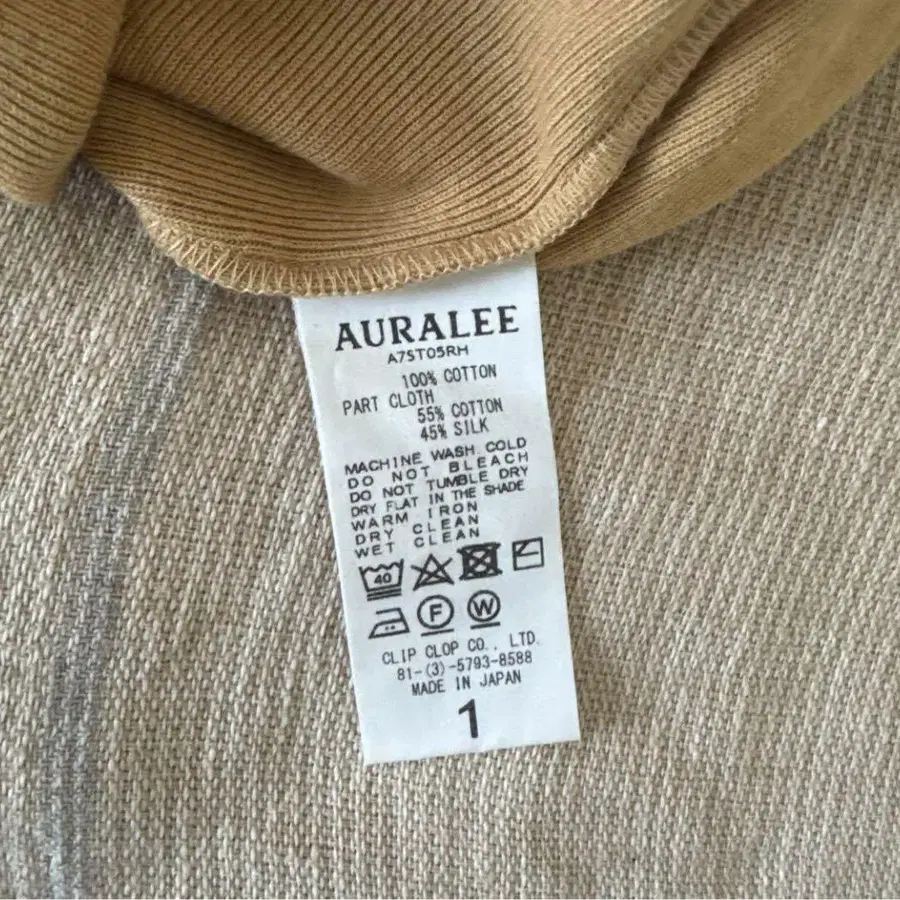 AURALEE
A7ST05RH
100% COTTON
PART CLOTH
55% COTTON
45% SILK
MACHINE WASH COLD
DO NOT BLEACH
DO NOT TUMBLE DRY
DRY FLAT IN THE SHADE
WARM IRON
DRY CLEAN
WET CLEAN
40
F W
CLIP CLOP CO., LTD.
81-(3)-5793-8588
MADE IN JAPAN
1